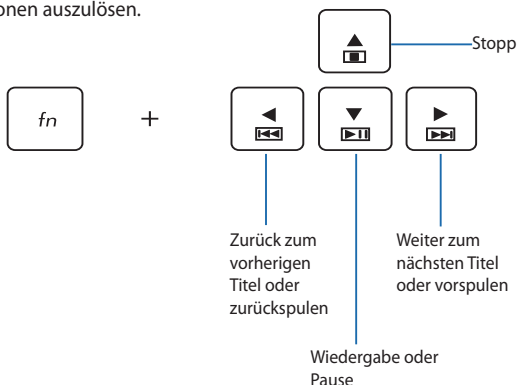 onen auszulösen.
Stopp
fn
+
Zurück zum
vorherigen
Titel oder
zurückspulen
Weiter zum
nächsten Titel
oder vorspulen
Wiedergabe oder
Pause